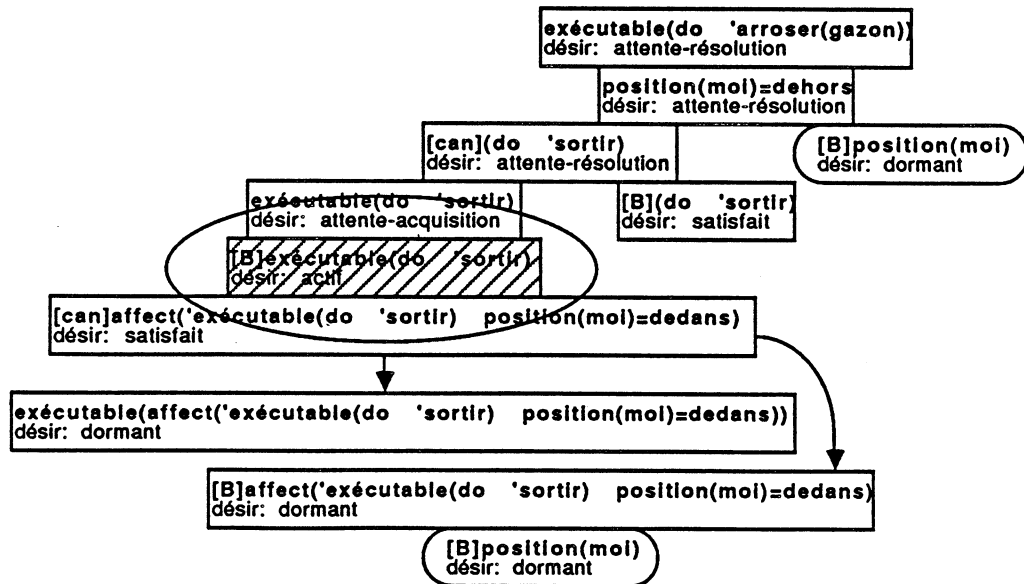 exécutable(do 'arroser(gazon))
désir: attente-résolution
position(moi)=dehors
désir: attente-résolution
[can](do 'sortir)
désir: attente-résolution
[B]position(moi)
désir: dormant
exécutable(do 'sortir)
désir: attente-acquisition
[B](do 'sortir)
désir: satisfait
[B]exécutable(do 'sortir)
désir: actif
[can]affect('exécutable(do 'sortir) position(moi)=dedans)
désir: satisfait
exécutable(affect('exécutable(do 'sortir) position(moi)=dedans))
désir: dormant
[B]affect('exécutable(do 'sortir) position(moi)=dedans)
désir: dormant
[B]position(moi)
désir: dormant